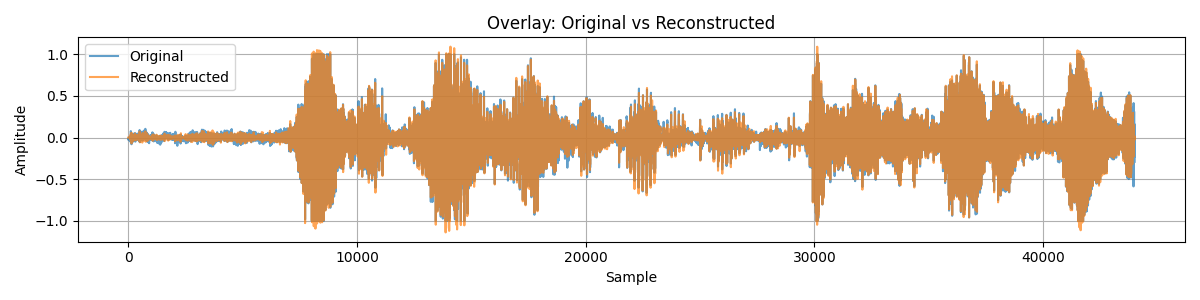 Overlay: Original vs Reconstructed
Original
Reconstructed
1.0
0.5
0.0
−0.5
−1.0
Amplitude
0 10000 20000 30000 40000
Sample